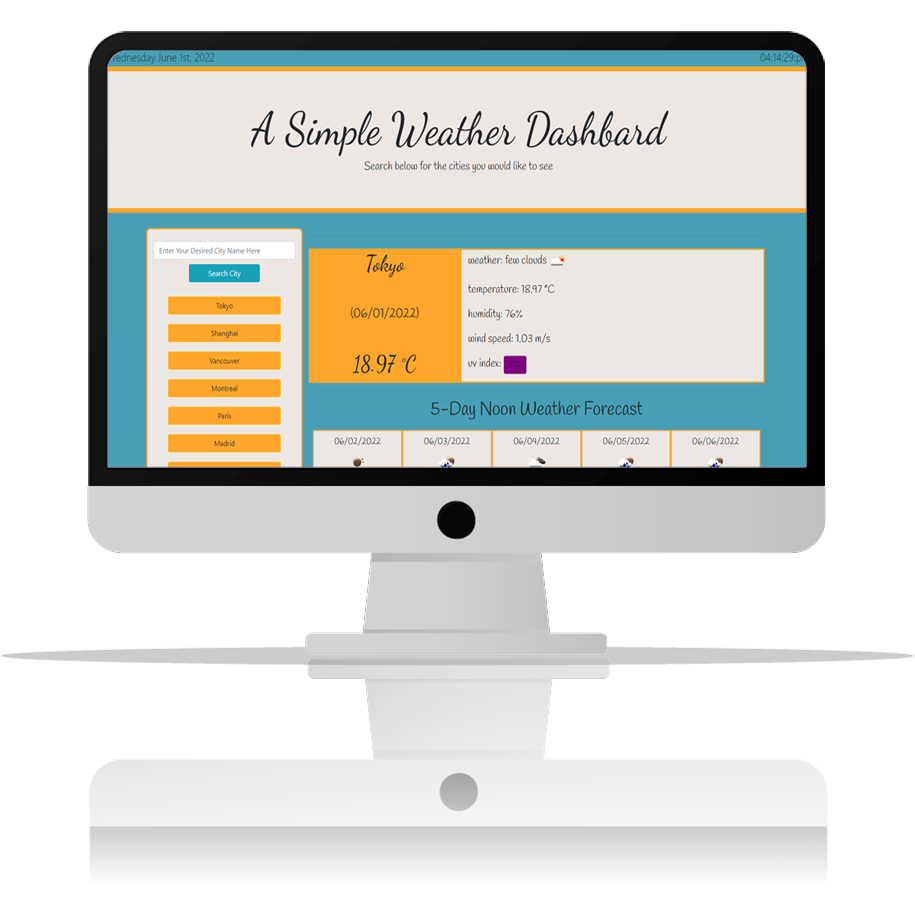 Wednesday June 1st, 2022
04:14:29:p
A Simple Weather Dashbard
Search below for the cities you would like to see
Enter Your Desired City Name Here
Search City
Tokyo
Shanghai
Vancouver
Montreal
Paris
Madrid
Tokyo
(06/01/2022)
18.97 °C
weather: few clouds
temperature: 18.97 °C
humidity: 76%
wind speed: 1.03 m/s
uv index:
5-Day Noon Weather Forecast
06/02/2022
06/03/2022
06/04/2022
06/05/2022
06/06/2022